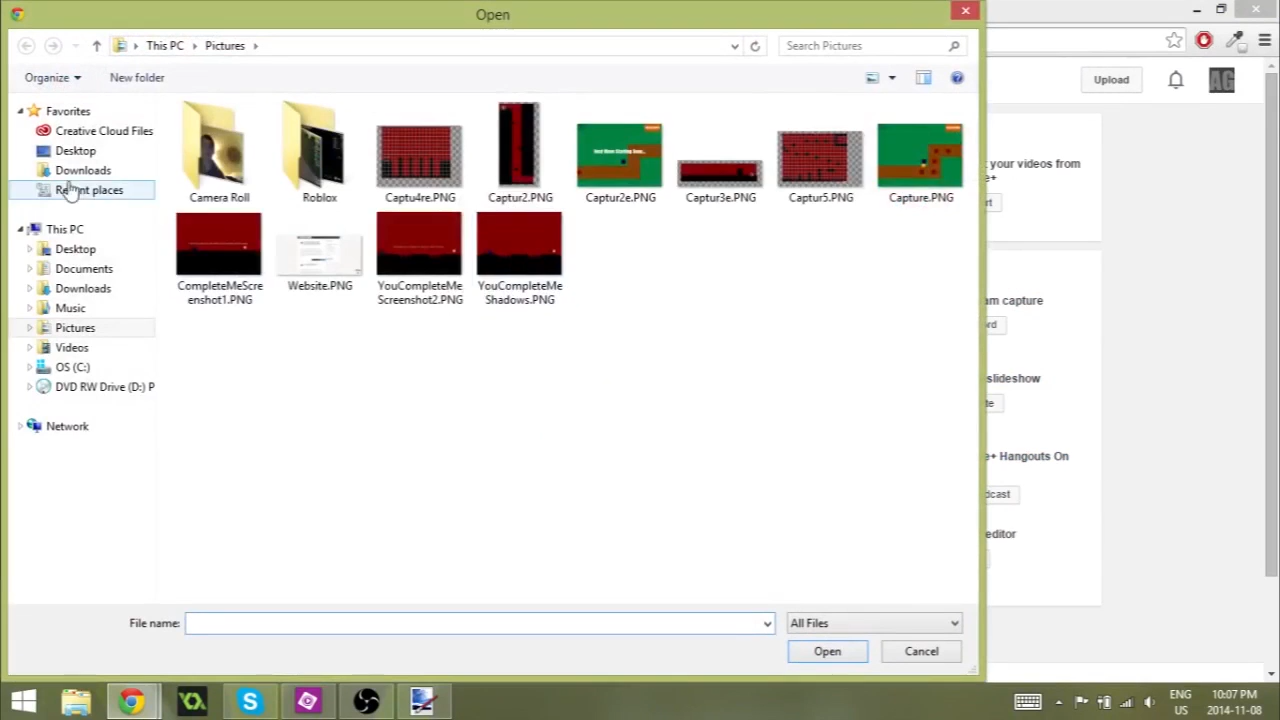 Open
This PC
Pictures
Search Pictures
Organize
New folder
Upload
AG
Favorites
Creative Cloud Files
Desktop
Downloads
Recent places
This PC
Desktop
Documents
Downloads
Music
Pictures
Videos
OS (C:)
DVD RW Drive (D:) P
Network
Camera Roll
Roblox
Captu4re.PNG
Captur2.PNG
Captur2e.PNG
Captur3e.PNG
Captur5.PNG
Capture.PNG
CompleteMeScre
enshot1.PNG
Website.PNG
YouCompleteMe
Screenshot2.PNG
YouCompleteMe
Shadows.PNG
your videos from
am capture
slideshow
Hangouts On
editor
File name:
All Files
Open
Cancel
ENG
US
10:07 PM
2014-11-08